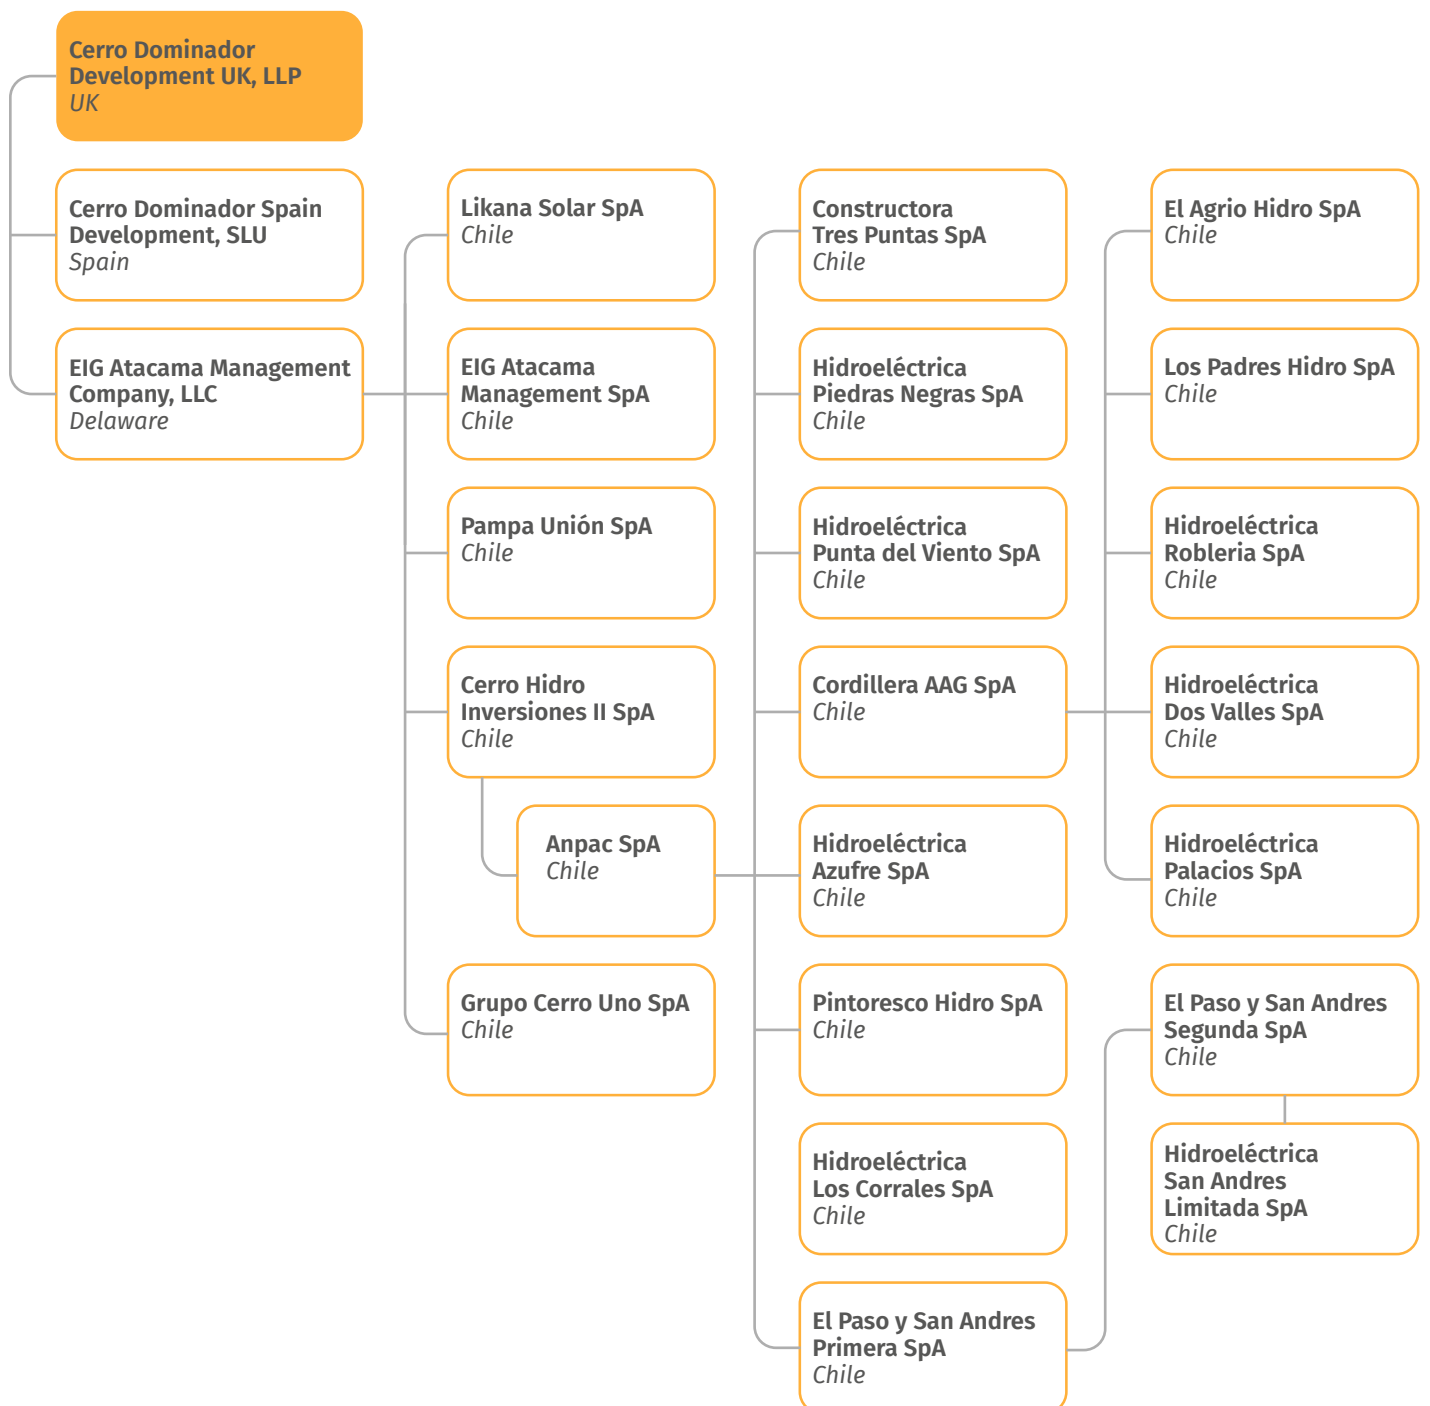 Cerro Dominador
Development UK, LLP
UK
Cerro Dominador Spain
Development, SLU
Spain
EIG Atacama Management
Company, LLC
Delaware
Likana Solar SpA
Chile
EIG Atacama
Management SpA
Chile
Pampa Unión SpA
Chile
Cerro Hidro
Inversiones II SpA
Chile
Anpac SpA
Chile
Grupo Cerro Uno SpA
Chile
Constructora
Tres Puntas SpA
Chile
Hidroeléctrica
Piedras Negras SpA
Chile
Hidroeléctrica
Punta del Viento SpA
Chile
Cordillera AAG SpA
Chile
Hidroeléctrica
Azufre SpA
Chile
Pintoresco Hidro SpA
Chile
Hidroeléctrica
Los Corrales SpA
Chile
El Paso y San Andres
Primera SpA
Chile
El Agrio Hidro SpA
Chile
Los Padres Hidro SpA
Chile
Hidroeléctrica
Robleria SpA
Chile
Hidroeléctrica
Dos Valles SpA
Chile
Hidroeléctrica
Palacios SpA
Chile
El Paso y San Andres
Segunda SpA
Chile
Hidroeléctrica
San Andres
Limitada SpA
Chile